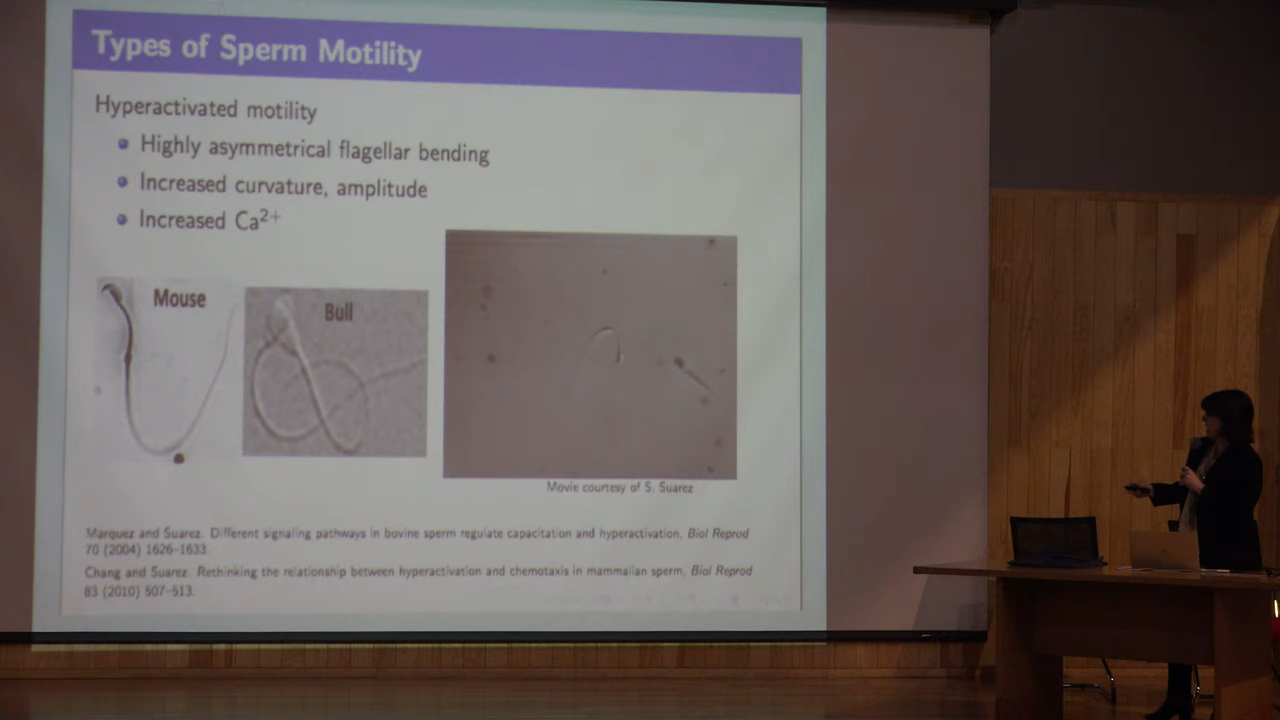 Types of Sperm Motility
Hyperactivated motility
Highly asymmetrical flagellar bending
Increased curvature, amplitude
Increased Ca²⁺
Mouse
Bull
Movie courtesy of S. Suarez
Marquez and Suarez. Different signaling pathways in bovine sperm regulate capacitation and hyperactivation, Biol Reprod
70 (2004) 1626–1633.
Chang and Suarez. Rethinking the relationship between hyperactivation and chemotaxis in mammalian sperm, Biol Reprod
83 (2010) 507–513.